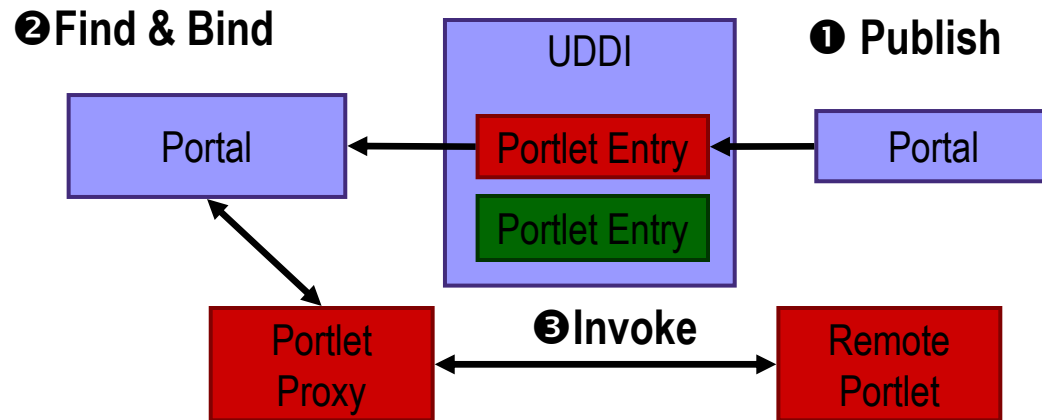 ❷Find & Bind
UDDI
❶ Publish
Portal
Portlet Entry
Portal
Portlet Entry
❸Invoke
Portlet
Proxy
Remote
Portlet